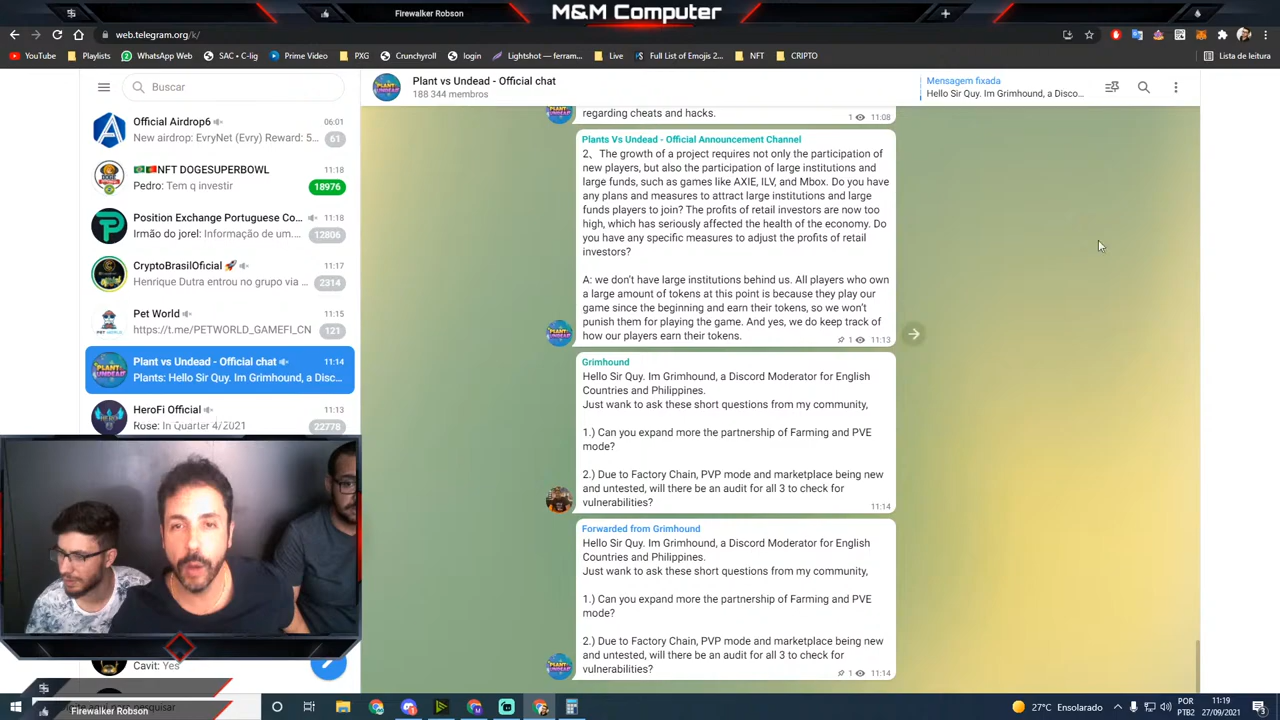 Firewalker Robson
M&M Computer
web.telegram.org/k/
YouTube
Playlists
WhatsApp Web
SAC + C-lig
Prime Video
PXG
Crunchyroll
login
Lightshot — ferram...
Live
Full List of Emojis 2...
NFT
CRIPTO
Lista de leitura
Buscar
Plant vs Undead - Official chat
188 344 membros
Mensagem fixada
Hello Sir Quy. Im Grimhound, a Disco...
Official Airdrop6
06:01
New airdrop: EvryNet (Evry) Reward: 5...
61
NFT DOGESUPERBOWL
11:18
Pedro: Tem q investir
18976
Position Exchange Portuguese Co...
11:18
Irmão do jorel: Informação de um...
12806
CryptoBrasilOficial
11:17
Henrique Dutra entrou no grupo via ...
2314
Pet World
11:15
https://t.me/PETWORLD_GAMEFI_CN
121
Plant vs Undead - Official chat
11:14
Plants: Hello Sir Quy. Im Grimhound, a Disc...
HeroFi Official
11:13
Rose: In Quarter 4/2021
22778
Cavit: Yes
regarding cheats and hacks.
1 11:08
Plants Vs Undead - Official Announcement Channel
2、The growth of a project requires not only the participation of
new players, but also the participation of large institutions and
large funds, such as games like AXIE, ILV, and Mbox. Do you have
any plans and measures to attract large institutions and large
funds players to join? The profits of retail investors are now too
high, which has seriously affected the health of the economy. Do
you have any specific measures to adjust the profits of retail
investors?
A: we don't have large institutions behind us. All players who own
a large amount of tokens at this point is because they play our
game since the beginning and earn their tokens, so we won't
punish them for playing the game. And yes, we do keep track of
how our players earn their tokens.
1 11:13
Grimhound
Hello Sir Quy. Im Grimhound, a Discord Moderator for English
Countries and Philippines.
Just wank to ask these short questions from my community,
1.) Can you expand more the partnership of Farming and PVE
mode?
2.) Due to Factory Chain, PVP mode and marketplace being new
and untested, will there be an audit for all 3 to check for
vulnerabilities?
11:14
Forwarded from Grimhound
Hello Sir Quy. Im Grimhound, a Discord Moderator for English
Countries and Philippines.
Just wank to ask these short questions from my community,
1.) Can you expand more the partnership of Farming and PVE
mode?
2.) Due to Factory Chain, PVP mode and marketplace being new
and untested, will there be an audit for all 3 to check for
vulnerabilities?
1 11:14
Firewalker Robson
aqui para pesquisar
27°C Ensolarado
POR
PTB2
11:19
27/09/2021